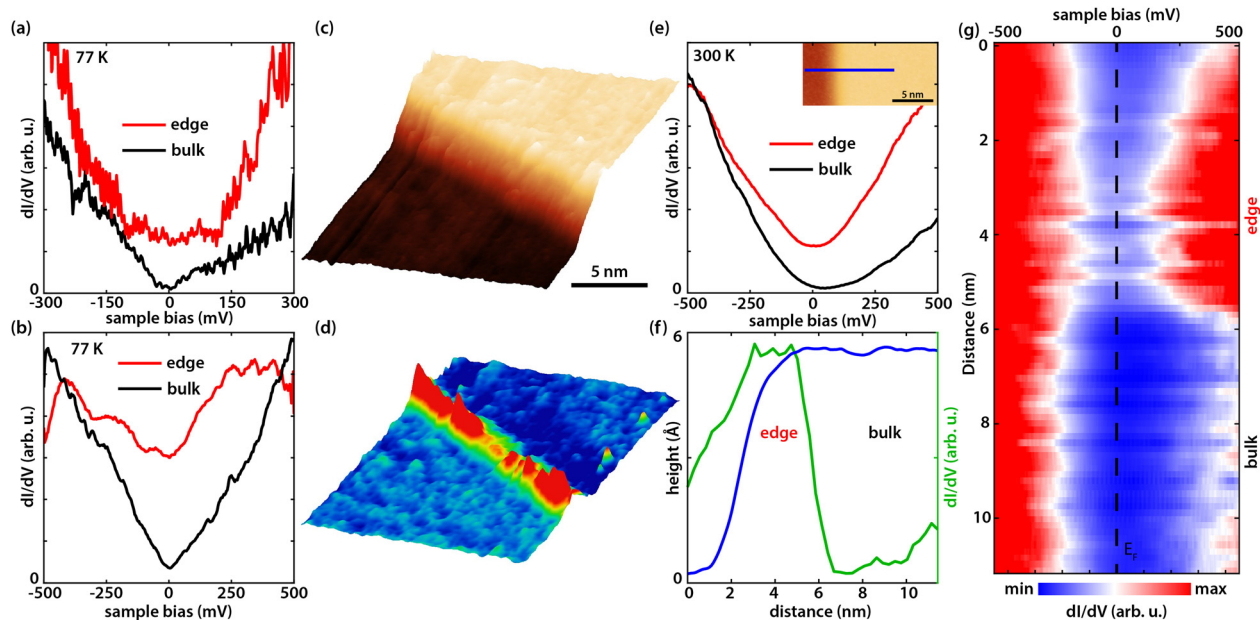 (a)
77 K
edge
bulk
dI/dV (arb. u.)
0
-300
-150
0
150
300
sample bias (mV)
(b)
77 K
edge
bulk
dI/dV (arb. u.)
0
-500
-250
0
250
500
sample bias (mV)
(c)
5 nm
(d)
(e)
300 K
5 nm
edge
bulk
dI/dV (arb. u.)
0
-500
-250
0
250
500
sample bias (mV)
(f)
6
height (Å)
0
edge
bulk
dI/dV (arb. u.)
0
2
4
6
8
10
distance (nm)
(g)
sample bias (mV)
-500
0
500
0
2
4
6
8
10
Distance (nm)
edge
bulk
EF
min
max
dI/dV (arb. u.)